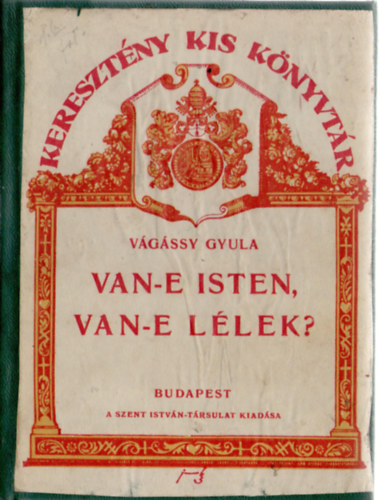 KERESZTÉNY KIS KÖNYVTÁR
VÁGÁSSY GYULA
VAN-E ISTEN,
VAN-E LÉLEK?
BUDAPEST
A SZENT ISTVÁN-TÁRSULAT KIADÁSA